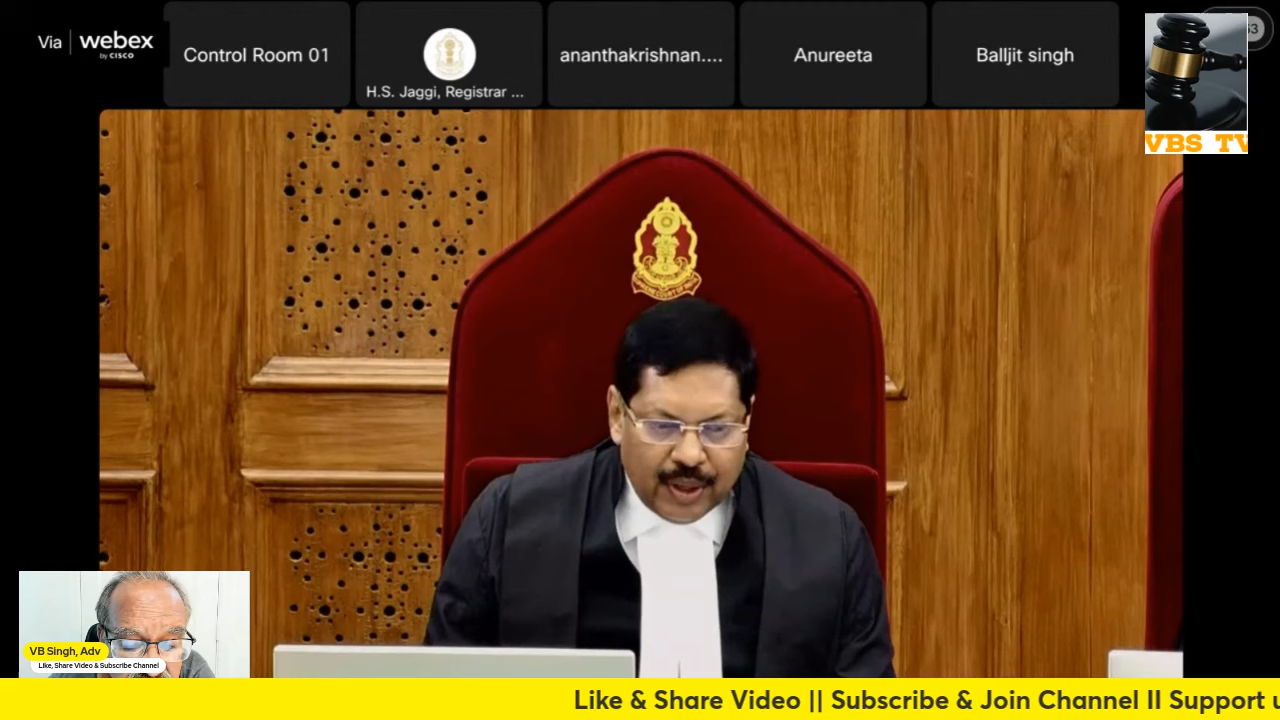 Via webex
by CISCO
Control Room 01
H.S. Jaggi, Registrar ...
ananthakrishnan....
Anureeta
Balljit singh
53
VBS TV
VB Singh, Adv
Like, Share Video & Subscribe Channel
Like & Share Video || Subscribe & Join Channel II Support u